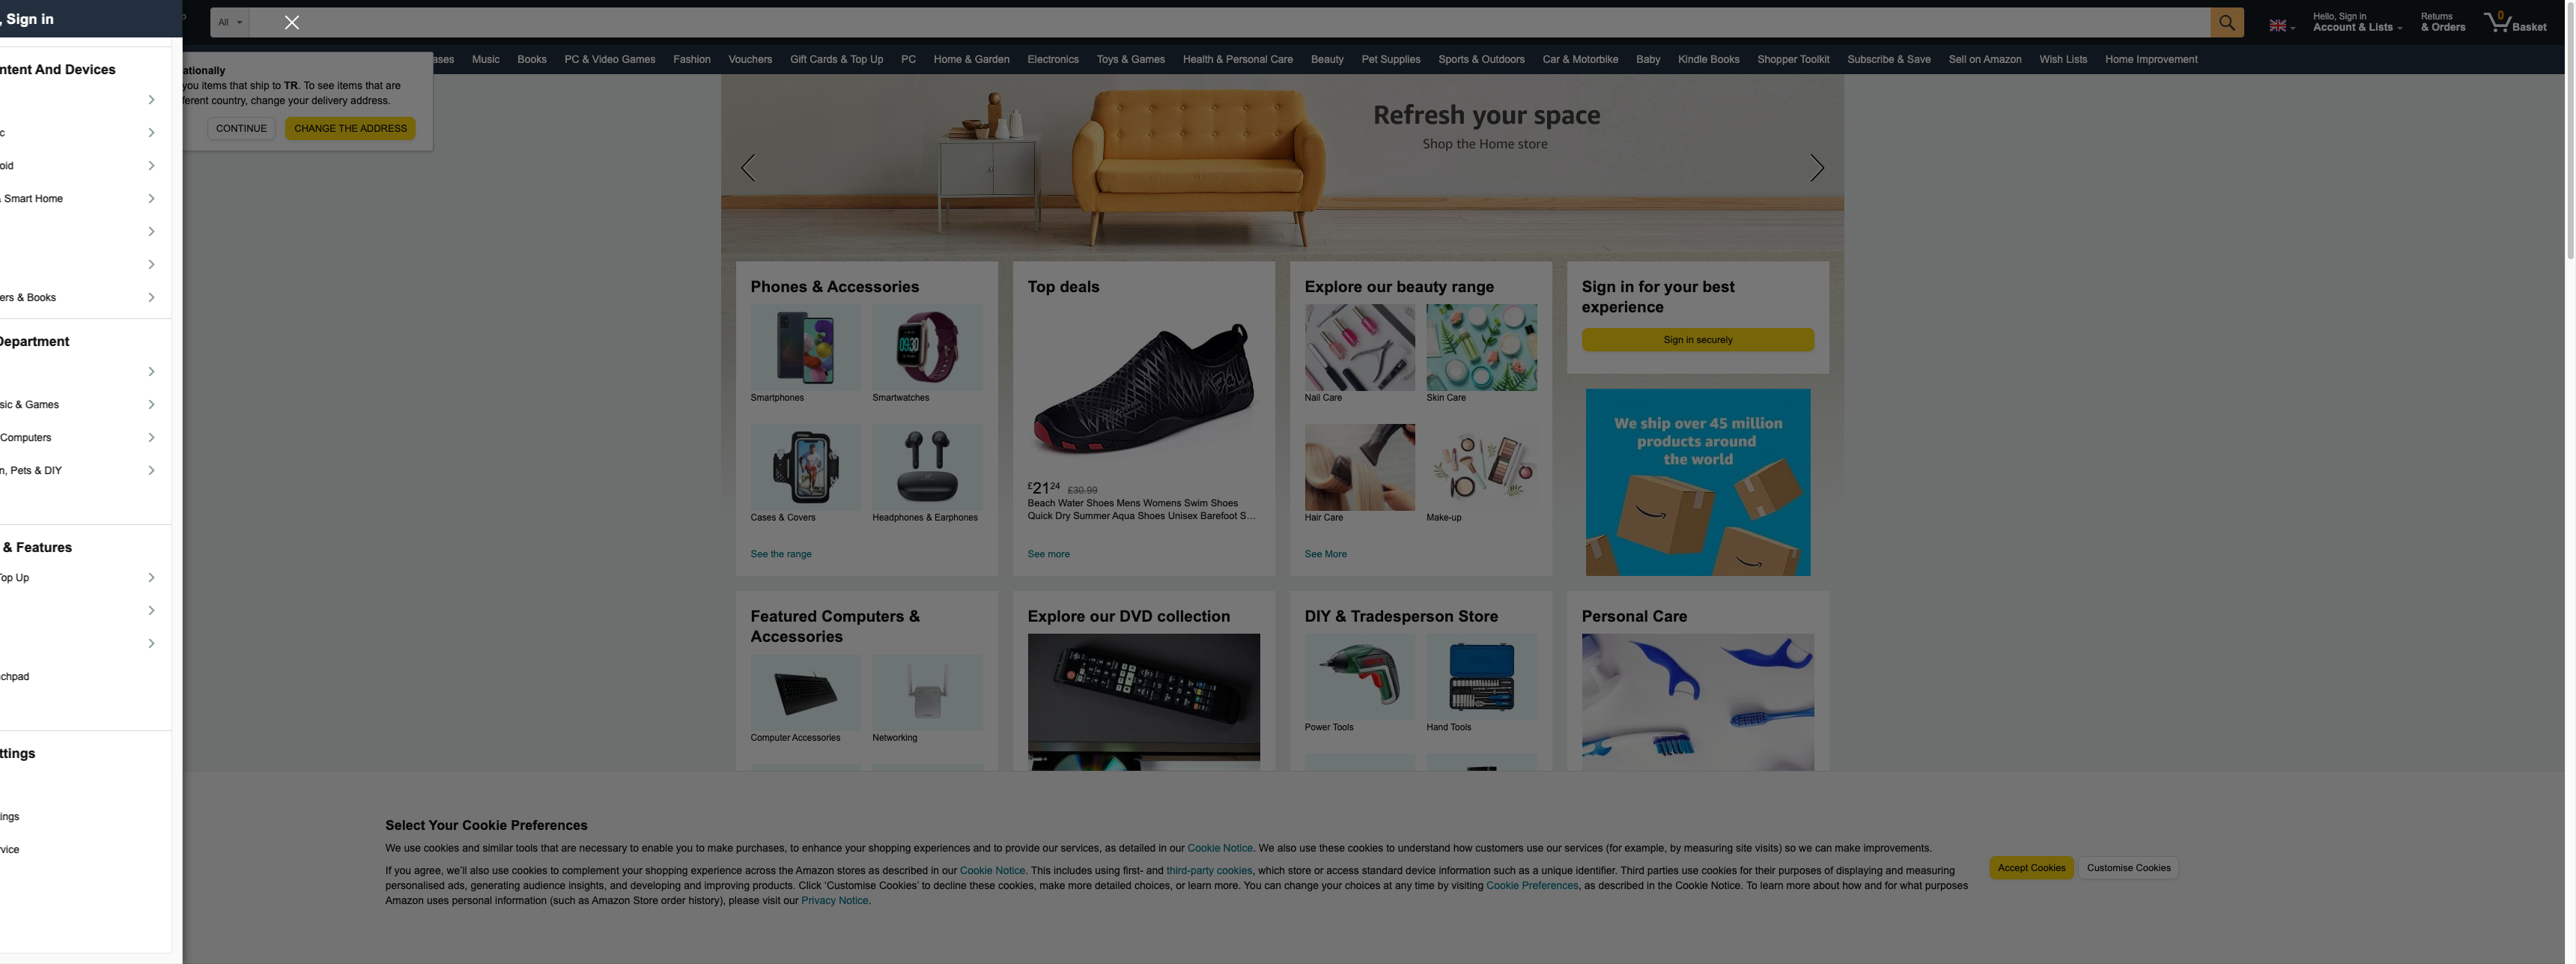 , Sign in
All
Hello, Sign in
Account & Lists
Returns
& Orders
0
Basket
Music
Books
PC & Video Games
Fashion
Vouchers
Gift Cards & Top Up
PC
Home & Garden
Electronics
Toys & Games
Health & Personal Care
Beauty
Pet Supplies
Sports & Outdoors
Car & Motorbike
Baby
Kindle Books
Shopper Toolkit
Subscribe & Save
Sell on Amazon
Wish Lists
Home Improvement
ationally
you items that ship to TR. To see items that are
ferent country, change your delivery address.
CONTINUE
CHANGE THE ADDRESS
ntent And Devices
c
oid
& Smart Home
ers & Books
Department
sic & Games
Computers
n, Pets & DIY
& Features
Top Up
chpad
ttings
ings
vice
Refresh your space
Shop the Home store
Phones & Accessories
Smartphones
Smartwatches
Cases & Covers
Headphones & Earphones
See the range
Top deals
£2124 £30.99
Beach Water Shoes Mens Womens Swim Shoes
Quick Dry Summer Aqua Shoes Unisex Barefoot S…
See more
Explore our beauty range
Nail Care
Skin Care
Hair Care
Make-up
See More
Sign in for your best
experience
Sign in securely
We ship over 45 million
products around
the world
Featured Computers &
Accessories
Computer Accessories
Networking
Explore our DVD collection
DIY & Tradesperson Store
Power Tools
Hand Tools
Personal Care
Select Your Cookie Preferences
We use cookies and similar tools that are necessary to enable you to make purchases, to enhance your shopping experiences and to provide our services, as detailed in our Cookie Notice. We also use these cookies to understand how customers use our services (for example, by measuring site visits) so we can make improvements.
If you agree, we'll also use cookies to complement your shopping experience across the Amazon stores as described in our Cookie Notice. This includes using first- and third-party cookies, which store or access standard device information such as a unique identifier. Third parties use cookies for their purposes of displaying and measuring
personalised ads, generating audience insights, and developing and improving products. Click 'Customise Cookies' to decline these cookies, make more detailed choices, or learn more. You can change your choices at any time by visiting Cookie Preferences, as described in the Cookie Notice. To learn more about how and for what purposes
Amazon uses personal information (such as Amazon Store order history), please visit our Privacy Notice.
Accept Cookies
Customise Cookies